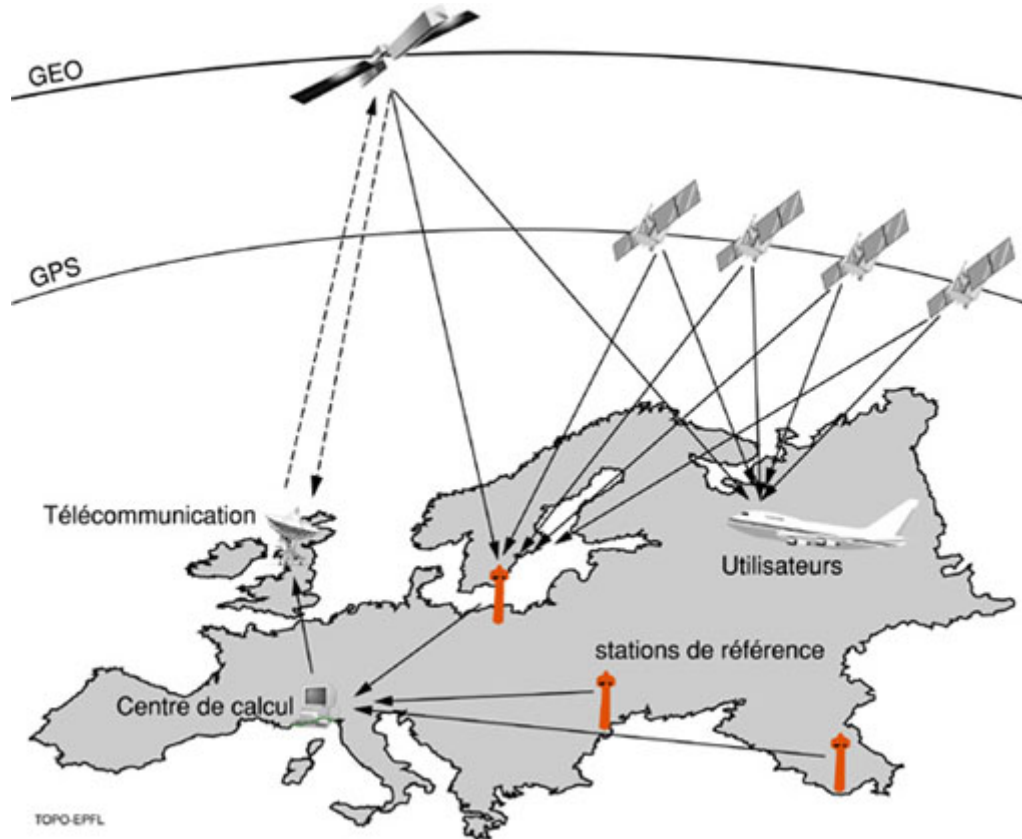 GEO
GPS
Télécommunication
Utilisateurs
stations de référence
Centre de calcul
TOPO-EPFL